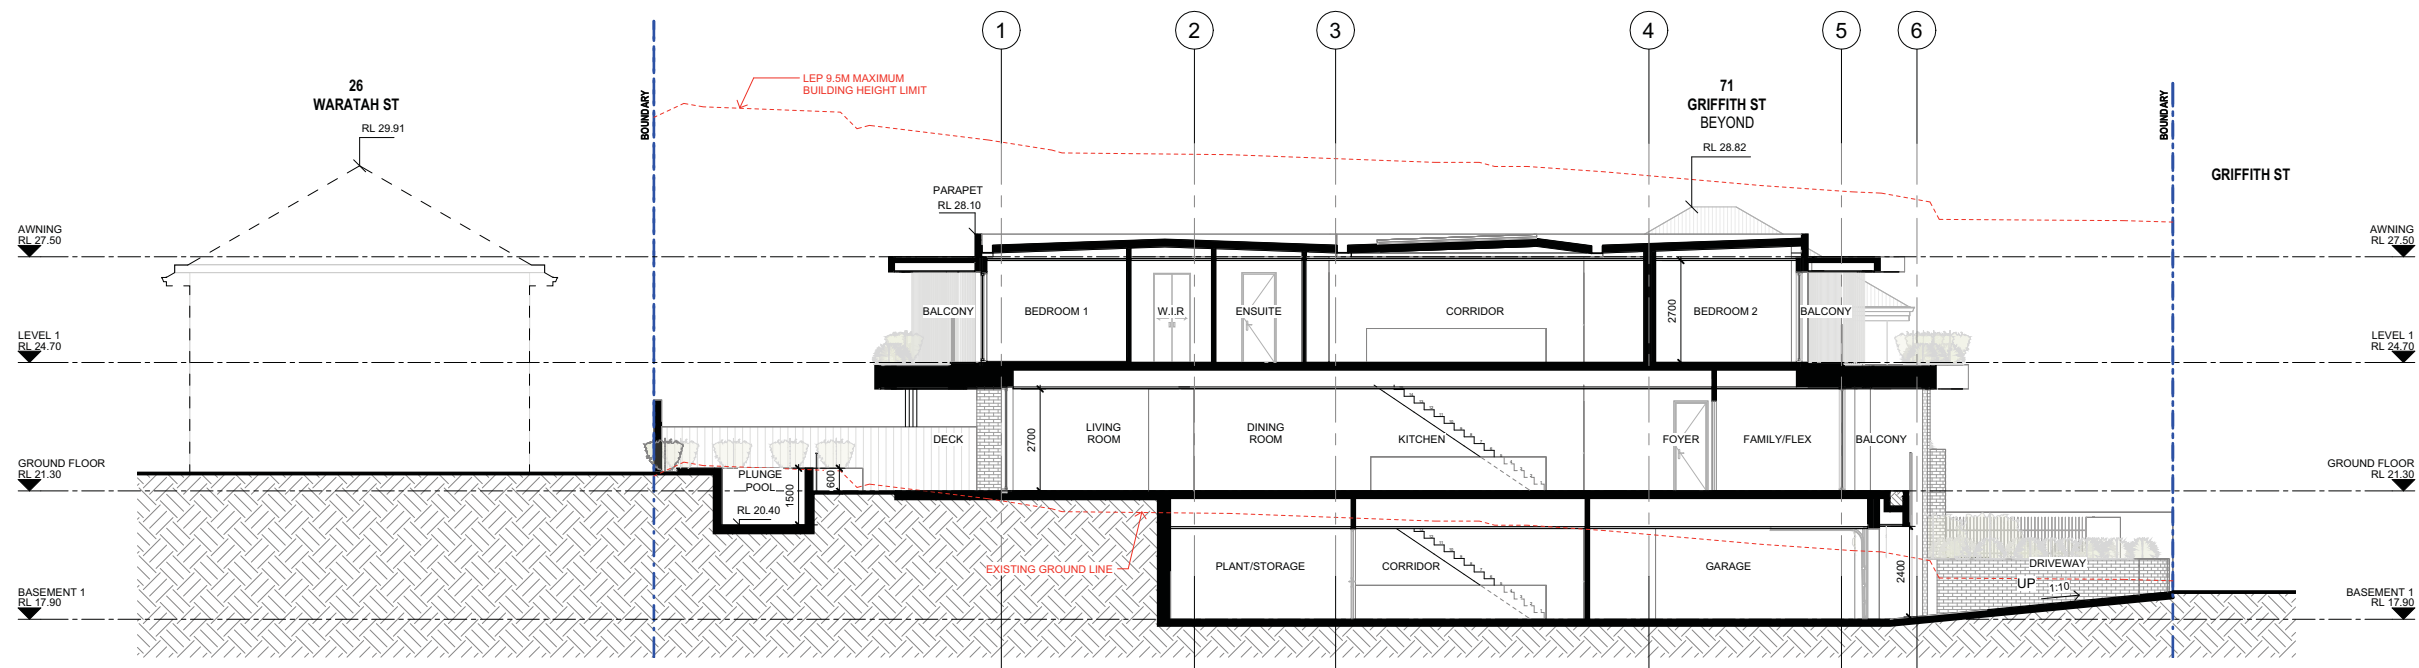 1
2
3
4
5
6
26
WARATAH ST
RL 29.91
BOUNDARY
LEP 9.5M MAXIMUM
BUILDING HEIGHT LIMIT
71
GRIFFITH ST
BEYOND
RL 28.82
BOUNDARY
GRIFFITH ST
PARAPET
RL 28.10
AWNING
RL 27.50
AWNING
RL 27.50
BALCONY
BEDROOM 1
W.I.R
ENSUITE
CORRIDOR
2700
BEDROOM 2
BALCONY
LEVEL 1
RL 24.70
LEVEL 1
RL 24.70
DECK
2700
LIVING
ROOM
DINING
ROOM
KITCHEN
FOYER
FAMILY/FLEX
BALCONY
GROUND FLOOR
RL 21.30
GROUND FLOOR
RL 21.30
PLUNGE
POOL
1500
600
RL 20.40
EXISTING GROUND LINE
PLANT/STORAGE
CORRIDOR
GARAGE
2400
DRIVEWAY
UP
1:10
BASEMENT 1
RL 17.90
BASEMENT 1
RL 17.90